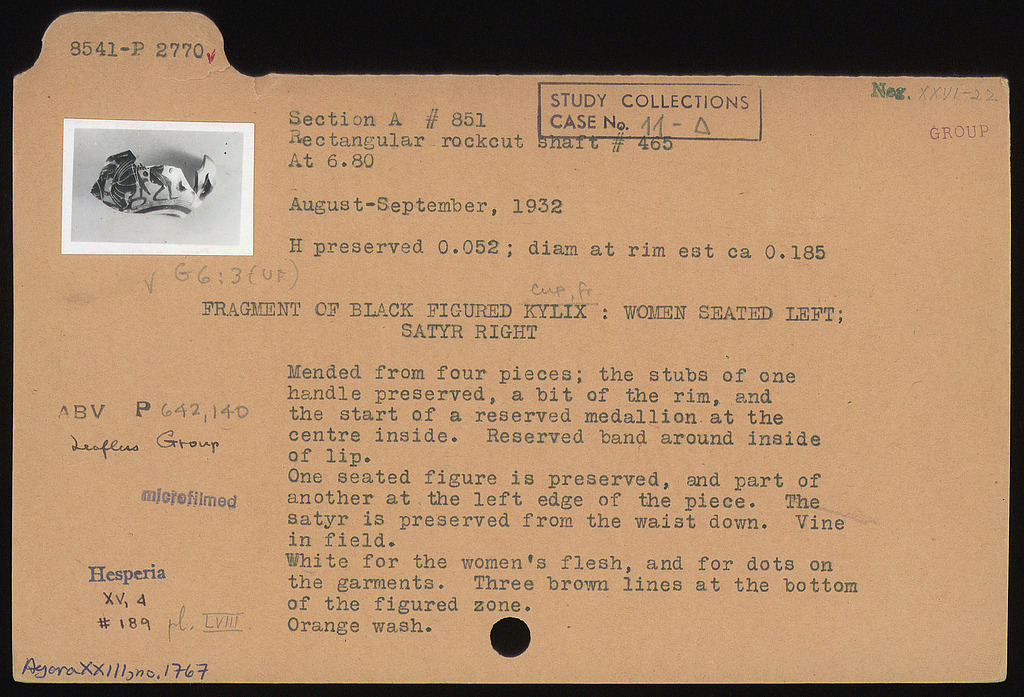 8541-P 2770
Neg. XXVI-22
STUDY COLLECTIONS
CASE No. 11-Δ
GROUP
Section A # 851
Rectangular rockcut shaft # 465
At 6.80
August-September, 1932
H preserved 0.052; diam at rim est ca 0.185
√ G6:3(UF)
cup, fr
FRAGMENT OF BLACK FIGURED KYLIX : WOMEN SEATED LEFT;
SATYR RIGHT
Mended from four pieces; the stubs of one
handle preserved, a bit of the rim, and
the start of a reserved medallion at the
centre inside. Reserved band around inside
of lip.
One seated figure is preserved, and part of
another at the left edge of the piece. The
satyr is preserved from the waist down. Vine
in field.
White for the women's flesh, and for dots on
the garments. Three brown lines at the bottom
of the figured zone.
Orange wash.
ABV P 642,140
Leafless Group
microfilmed
Hesperia
XV, 4
# 189 pl. LVIII
Agora XXIII, no. 1767